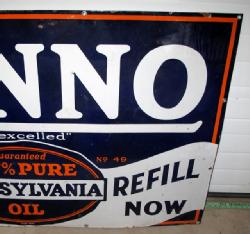 NNO
excelled"
Guaranteed
% PURE
Nº 49
SYLVANIA
REFILL
OIL
NOW